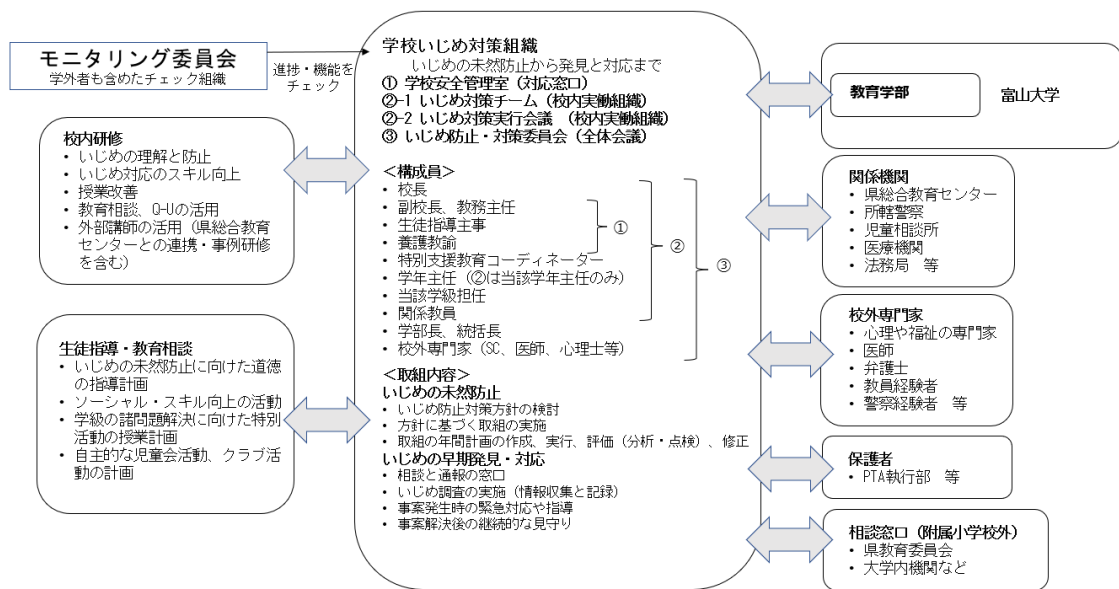 モニタリング委員会
学外者も含めたチェック組織
進捗・機能を
チェック
校内研修
• いじめの理解と防止
• いじめ対応のスキル向上
• 授業改善
• 教育相談、Q-Uの活用
• 外部講師の活用（県総合教育
センターとの連携・事例研修
を含む）
生徒指導・教育相談
• いじめの未然防止に向けた道徳
の指導計画
• ソーシャル・スキル向上の活動
• 学級の諸問題解決に向けた特別
活動の授業計画
• 自主的な児童会活動、クラブ活
動の計画
学校いじめ対策組織
いじめの未然防止から発見と対応まで
① 学校安全管理室（対応窓口）
②-1 いじめ対策チーム（校内実働組織）
②-2 いじめ対策実行会議 （校内実働組織）
③ いじめ防止・対策委員会（全体会議）
＜構成員＞
• 校長
• 副校長、教務主任
• 生徒指導主事
• 養護教諭
• 特別支援教育コーディネーター
• 学年主任（②は当該学年主任のみ）
• 当該学級担任
• 関係教員
• 学部長、統括長
• 校外専門家（SC、医師、心理士等）
①
②
③
＜取組内容＞
いじめの未然防止
• いじめ防止対策方針の検討
• 方針に基づく取組の実施
• 取組の年間計画の作成、実行、評価（分析・点検）、修正
いじめの早期発見・対応
• 相談と通報の窓口
• いじめ調査の実施（情報収集と記録）
• 事案発生時の緊急対応や指導
• 事案解決後の継続的な見守り
教育学部
富山大学
関係機関
• 県総合教育センター
• 所轄警察
• 児童相談所
• 医療機関
• 法務局 等
校外専門家
• 心理や福祉の専門家
• 医師
• 弁護士
• 教員経験者
• 警察経験者 等
保護者
• PTA執行部 等
相談窓口（附属小学校外）
• 県教育委員会
• 大学内機関など